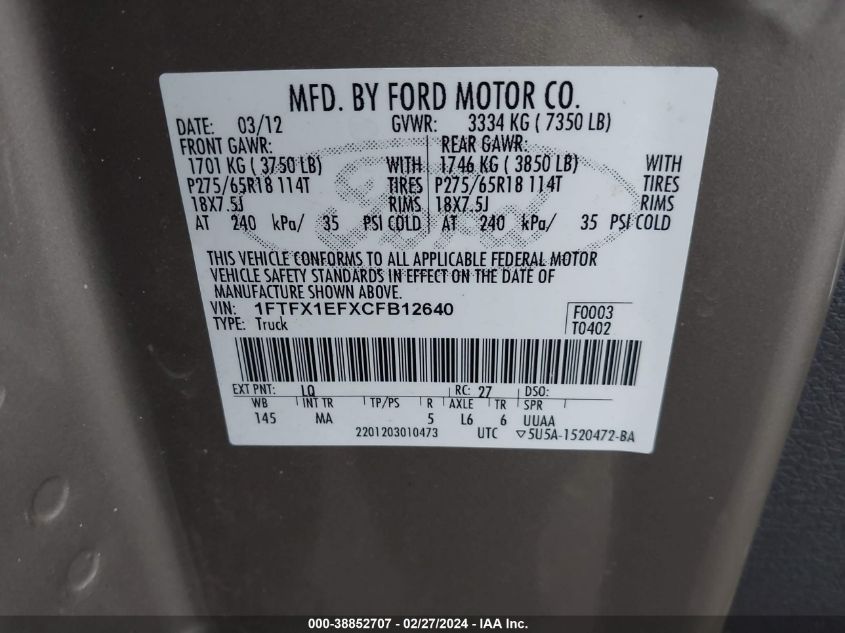 MFD. BY FORD MOTOR CO.
DATE: 03/12 GVWR: 3334 KG ( 7350 LB)
FRONT GAWR: REAR GAWR:
1701 KG ( 3750 LB) WITH 1746 KG ( 3850 LB) WITH
P275/65R18 114T TIRES P275/65R18 114T TIRES
18X7.5J RIMS 18X7.5J RIMS
AT 240 kPa/ 35 PSI COLD AT 240 kPa/ 35 PSI COLD
Ford
THIS VEHICLE CONFORMS TO ALL APPLICABLE FEDERAL MOTOR
VEHICLE SAFETY STANDARDS IN EFFECT ON THE DATE OF
MANUFACTURE SHOWN ABOVE.
VIN: 1FTFX1EFXCFB12640 F0003
TYPE: Truck T0402
EXT PNT: LQ RC: 27 DSO:
WB INT TR TP/PS R AXLE TR SPR
145 MA 5 L6 6 UUAA
2201203010473 UTC ▽5U5A-1520472-BA
000-38852707 - 02/27/2024 - IAA Inc.